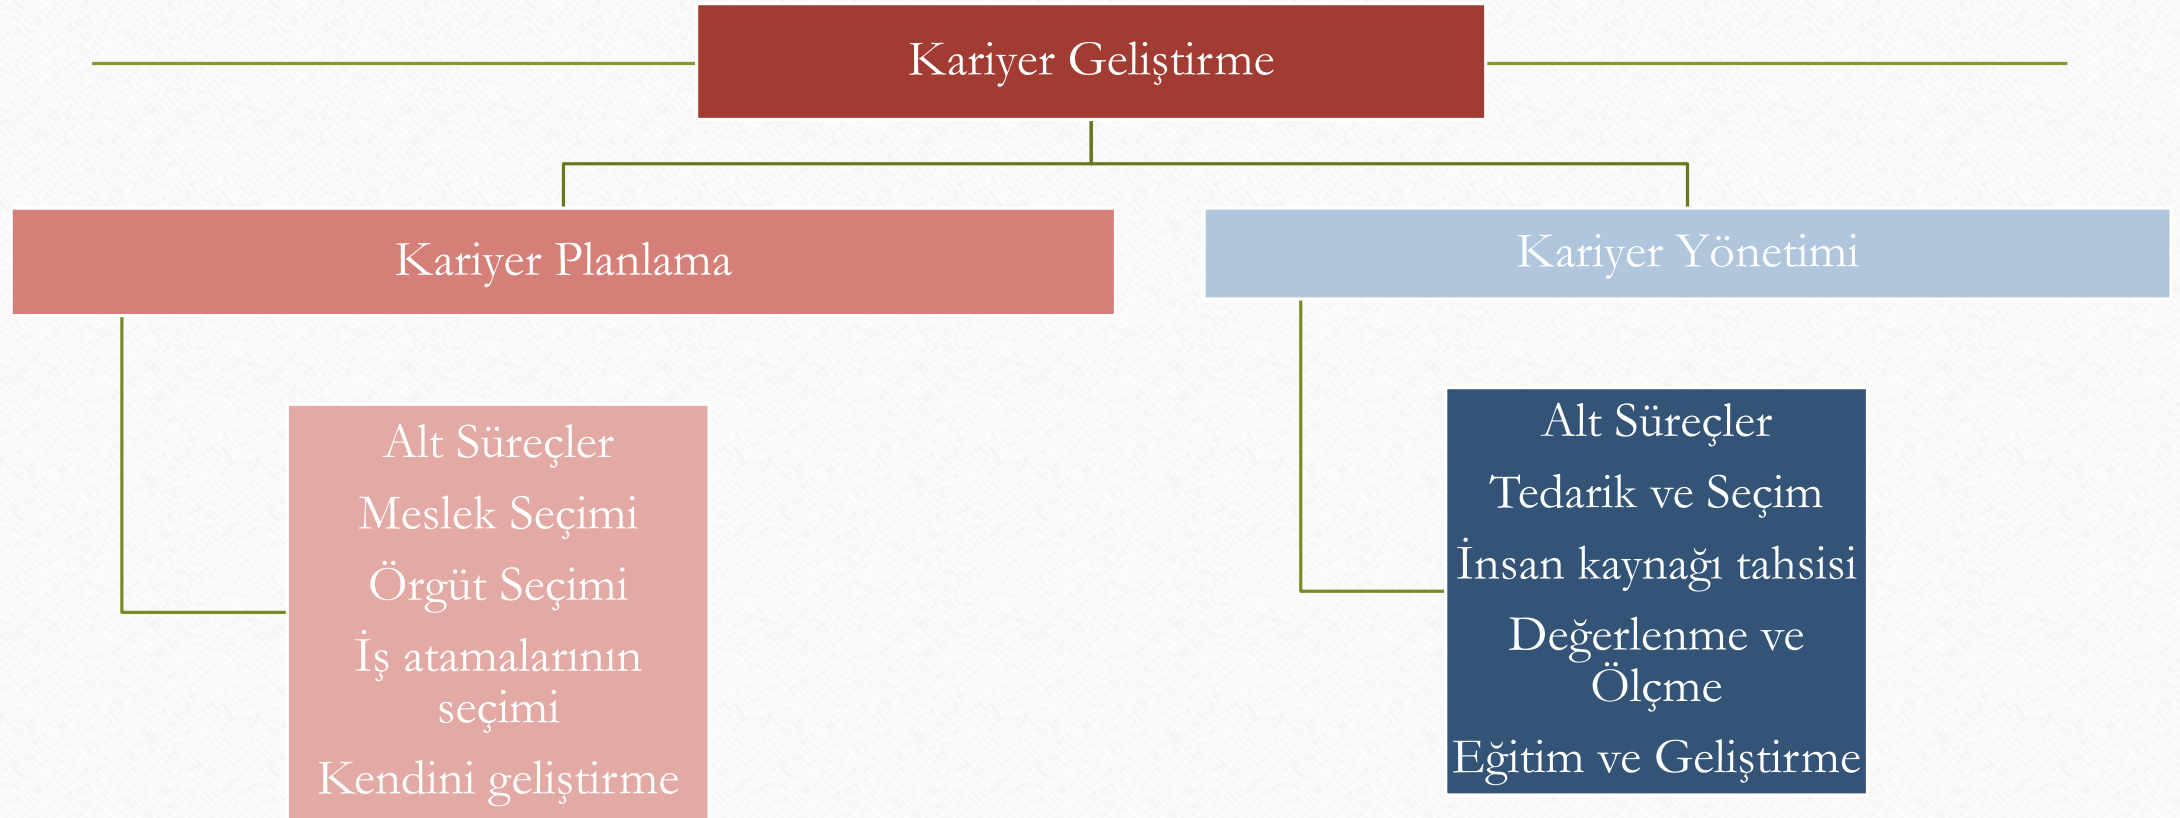 Kariyer Geliştirme
Kariyer Planlama
Kariyer Yönetimi
Alt Süreçler
Meslek Seçimi
Örgüt Seçimi
İş atamalarının
seçimi
Kendini geliştirme
Alt Süreçler
Tedarik ve Seçim
İnsan kaynağı tahsisi
Değerlenme ve
Ölçme
Eğitim ve Geliştirme